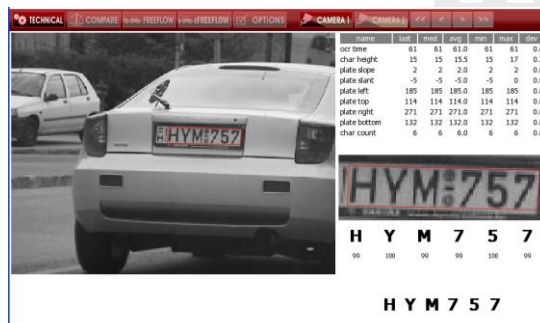 TECHNICAL COMPARE FREEFLOW dFREEFLOW OPTIONS CAMERA 1 CAMERA 2 << < > >>
name last med avg min max dev
ocr time 61 61 61.0 61 61
char height 15 15 15.5 15 17
plate slope 2 2 2.0 2 2
plate slant -5 -5 -5.0 -5 0
plate left 185 185 185.0 185 185
plate top 114 114 114.0 114 114
plate right 271 271 271.0 271 271
plate bottom 132 132 132.0 132 132
char count 6 6 6.0 6 6
H HYM 757
HYM 757
H Y M 7 5 7
99 100 99 99 100 99
H Y M 7 5 7